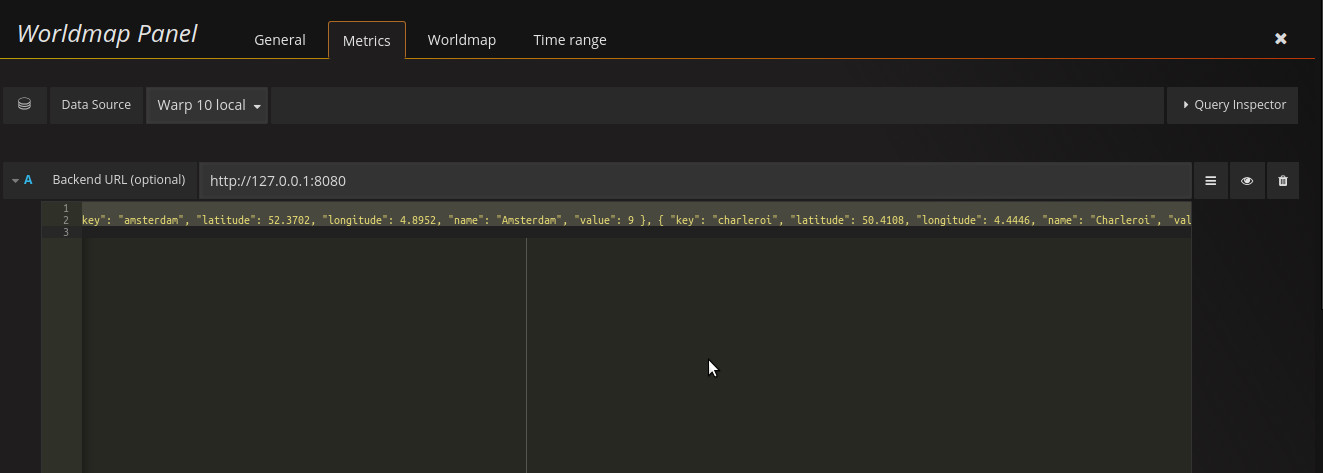 Worldmap Panel General Metrics Worldmap Time range
Data Source Warp 10 local Query Inspector
A Backend URL (optional) http://127.0.0.1:8080
1
2 key": "amsterdam", "latitude": 52.3702, "longitude": 4.8952, "name": "Amsterdam", "value": 9 }, { "key": "charleroi", "latitude": 50.4108, "longitude": 4.4446, "name": "Charleroi", "val
3